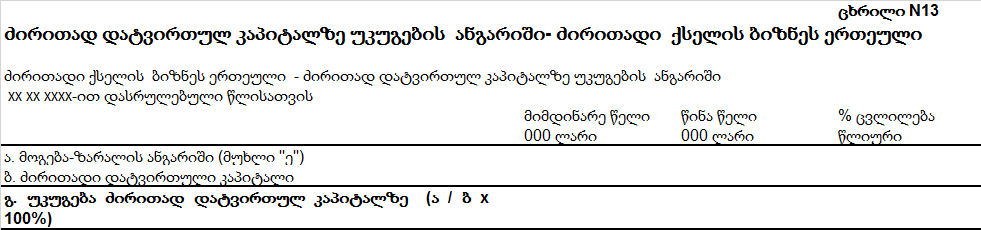 ცხრილი N13
ძირითად დატვირთულ კაპიტალზე უკუგების ანგარიში- ძირითადი ქსელის ბიზნეს ერთეული
ძირითადი ქსელის ბიზნეს ერთეული - ძირითად დატვირთულ კაპიტალზე უკუგების ანგარიში
xx xx xxxx-ით დასრულებული წლისათვის
მიმდინარე წელი წინა წელი % ცვლილება
000 ლარი 000 ლარი წლიური
ა. მოგება-ზარალის ანგარიში (მუხლი "ე")
ბ. ძირითადი დატვირთული კაპიტალი
გ. უკუგება ძირითად დატვირთულ კაპიტალზე (ა / ბ x
100%)